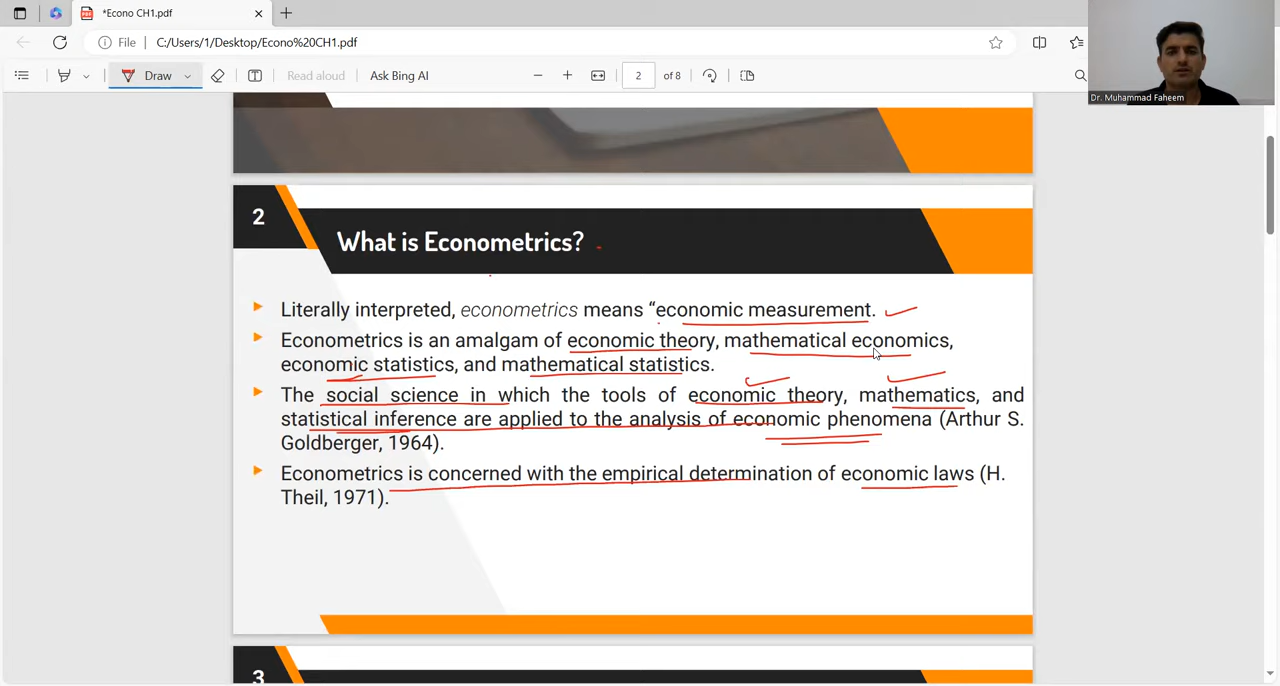 *Econo CH1.pdf
File C:/Users/1/Desktop/Econo%20CH1.pdf
Draw Read aloud Ask Bing AI 2 of 8
Dr. Muhammad Faheem
2
What is Econometrics?
Literally interpreted, econometrics means “economic measurement.
Econometrics is an amalgam of economic theory, mathematical economics,
economic statistics, and mathematical statistics.
The social science in which the tools of economic theory, mathematics, and
statistical inference are applied to the analysis of economic phenomena (Arthur S.
Goldberger, 1964).
Econometrics is concerned with the empirical determination of economic laws (H.
Theil, 1971).
3